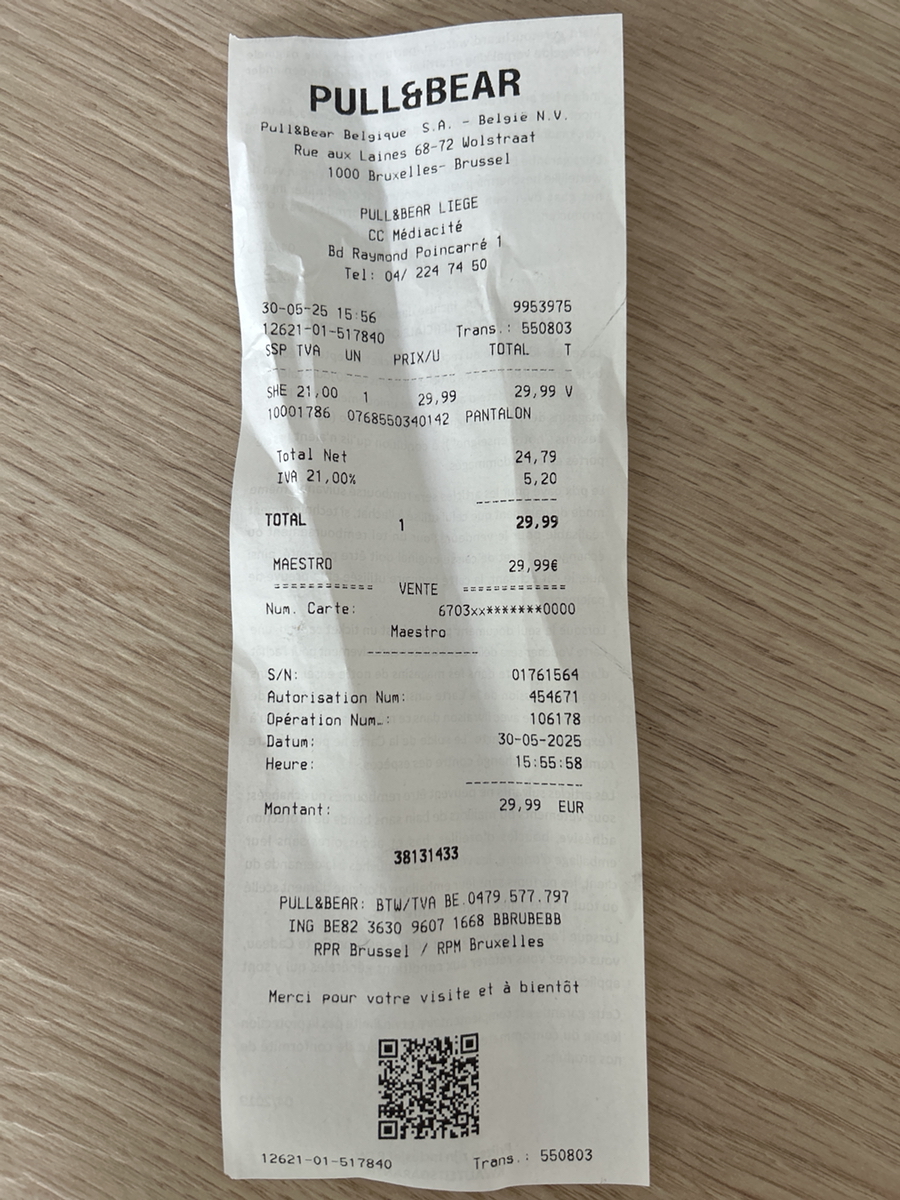 PULL&BEAR
Pull&Bear Belgique S.A. - België N.V.
Rue aux Laines 68-72 Wolstraat
1000 Bruxelles- Brussel
PULL&BEAR LIEGE
CC Médiacité
Bd Raymond Poincarré 1
Tel: 04/ 224 74 50
30-05-25 15:56 9953975
12621-01-517840 Trans.: 550803
SSP TVA UN PRIX/U TOTAL T
SHE 21,00 1 29,99 29,99 V
10001786 0768550340142 PANTALON
Total Net 24,79
IVA 21,00% 5,20
TOTAL 1 29,99
MAESTRO 29,99€
=========== VENTE ===========
Num. Carte: 6703xx*******0000
Maestro
S/N: 01761564
Autorisation Num: 454671
Opération Num.: 106178
Datum: 30-05-2025
Heure: 15:55:58
Montant: 29,99 EUR
38131433
PULL&BEAR: BTW/TVA BE.0479.577.797
ING BE82 3630 9607 1668 BBRUBEBB
RPR Brussel / RPM Bruxelles
Merci pour votre visite et à bientôt
12621-01-517840 Trans.: 550803